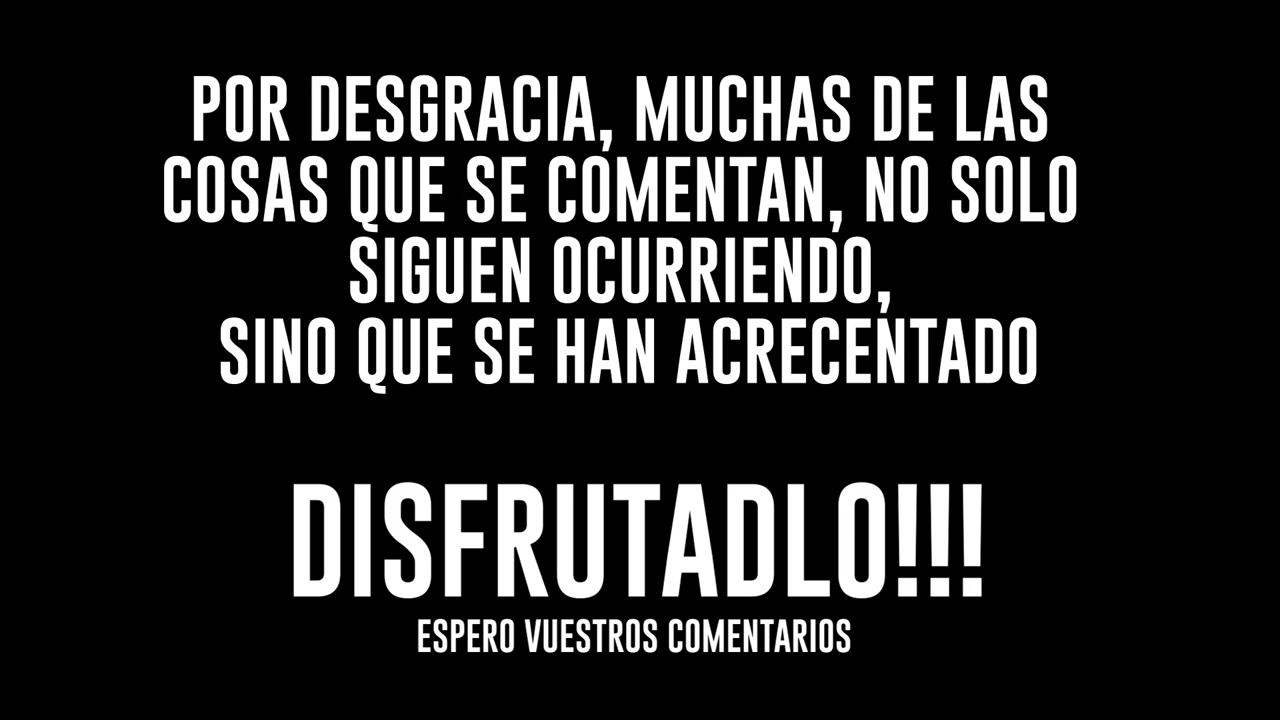 POR DESGRACIA, MUCHAS DE LAS
COSAS QUE SE COMENTAN, NO SOLO
SIGUEN OCURRIENDO,
SINO QUE SE HAN ACRECENTADO
DISFRUTADLO!!!
ESPERO VUESTROS COMENTARIOS